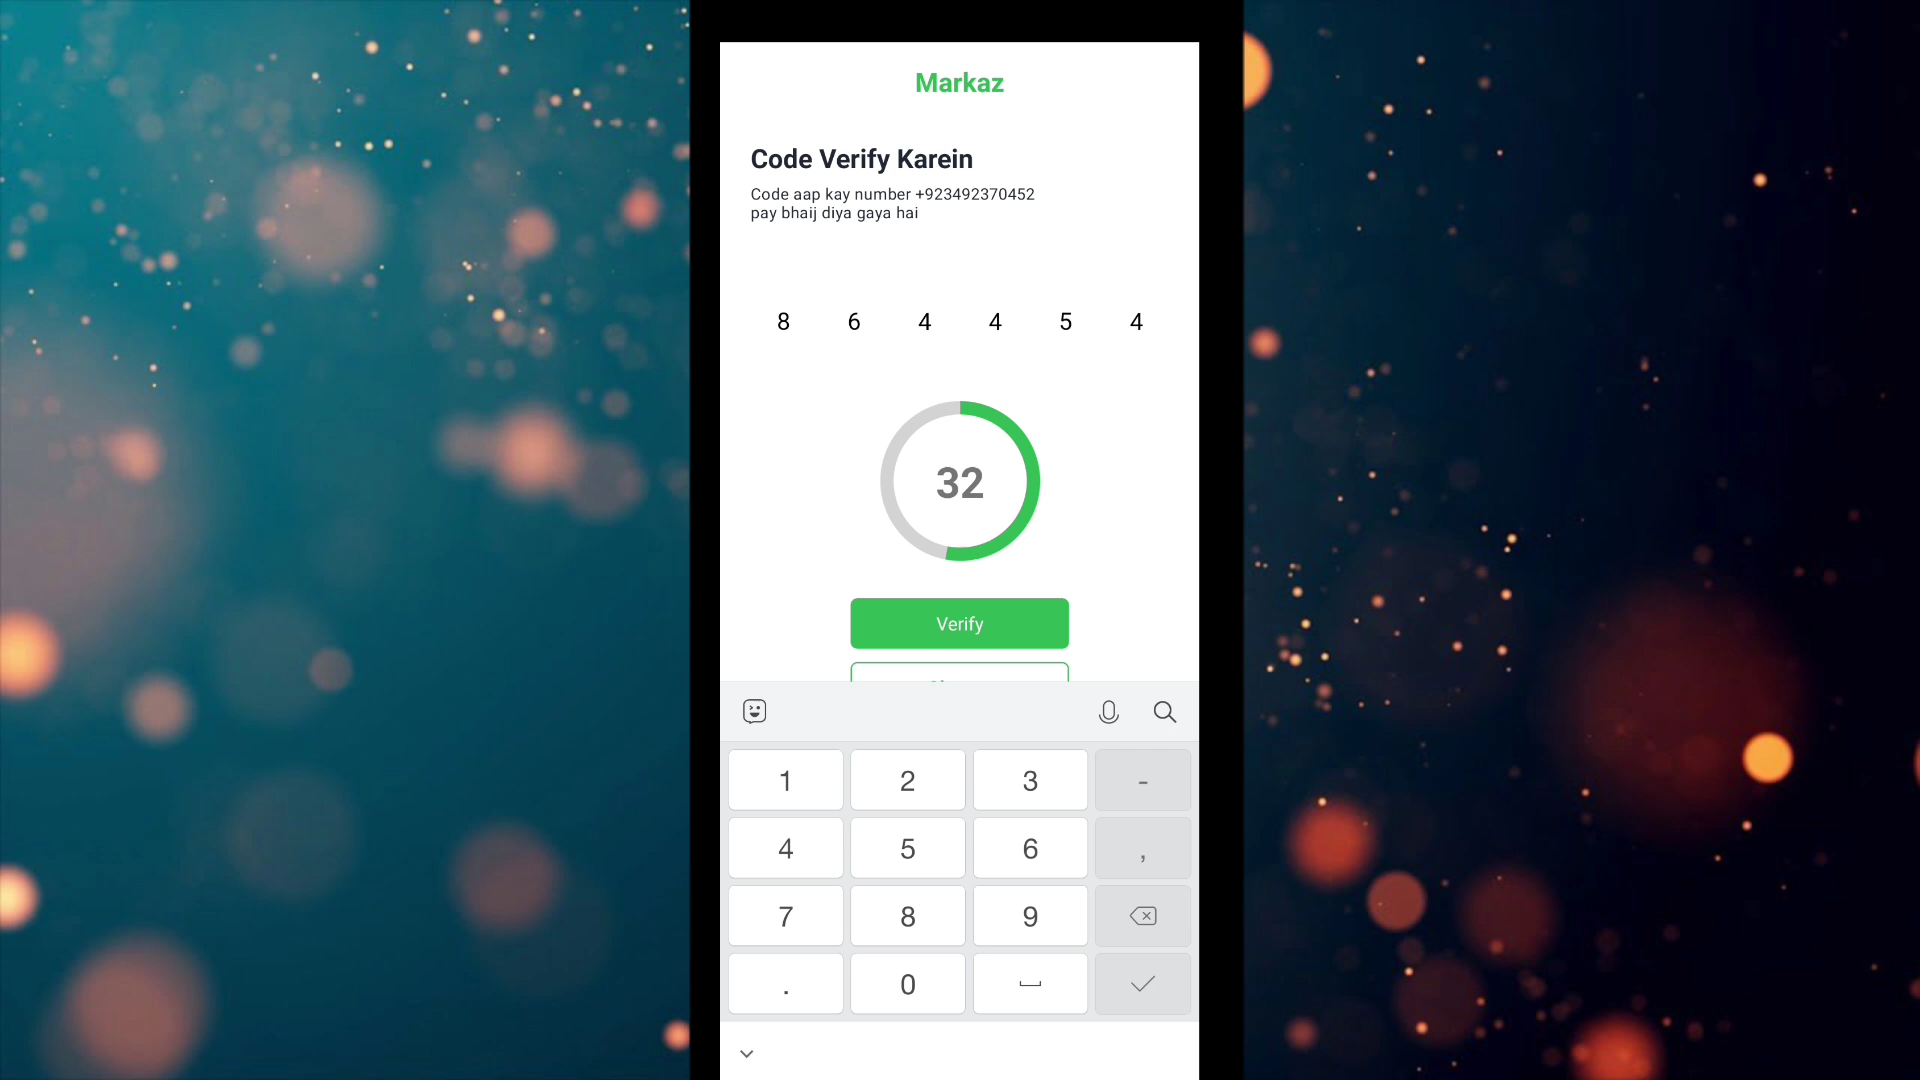 Markaz
Code Verify Karein
Code aap kay number +923492370452
pay bhaij diya gaya hai
8 6 4 4 5 4
32
Verify
1 2 3 -
4 5 6 ,
7 8 9
. 0